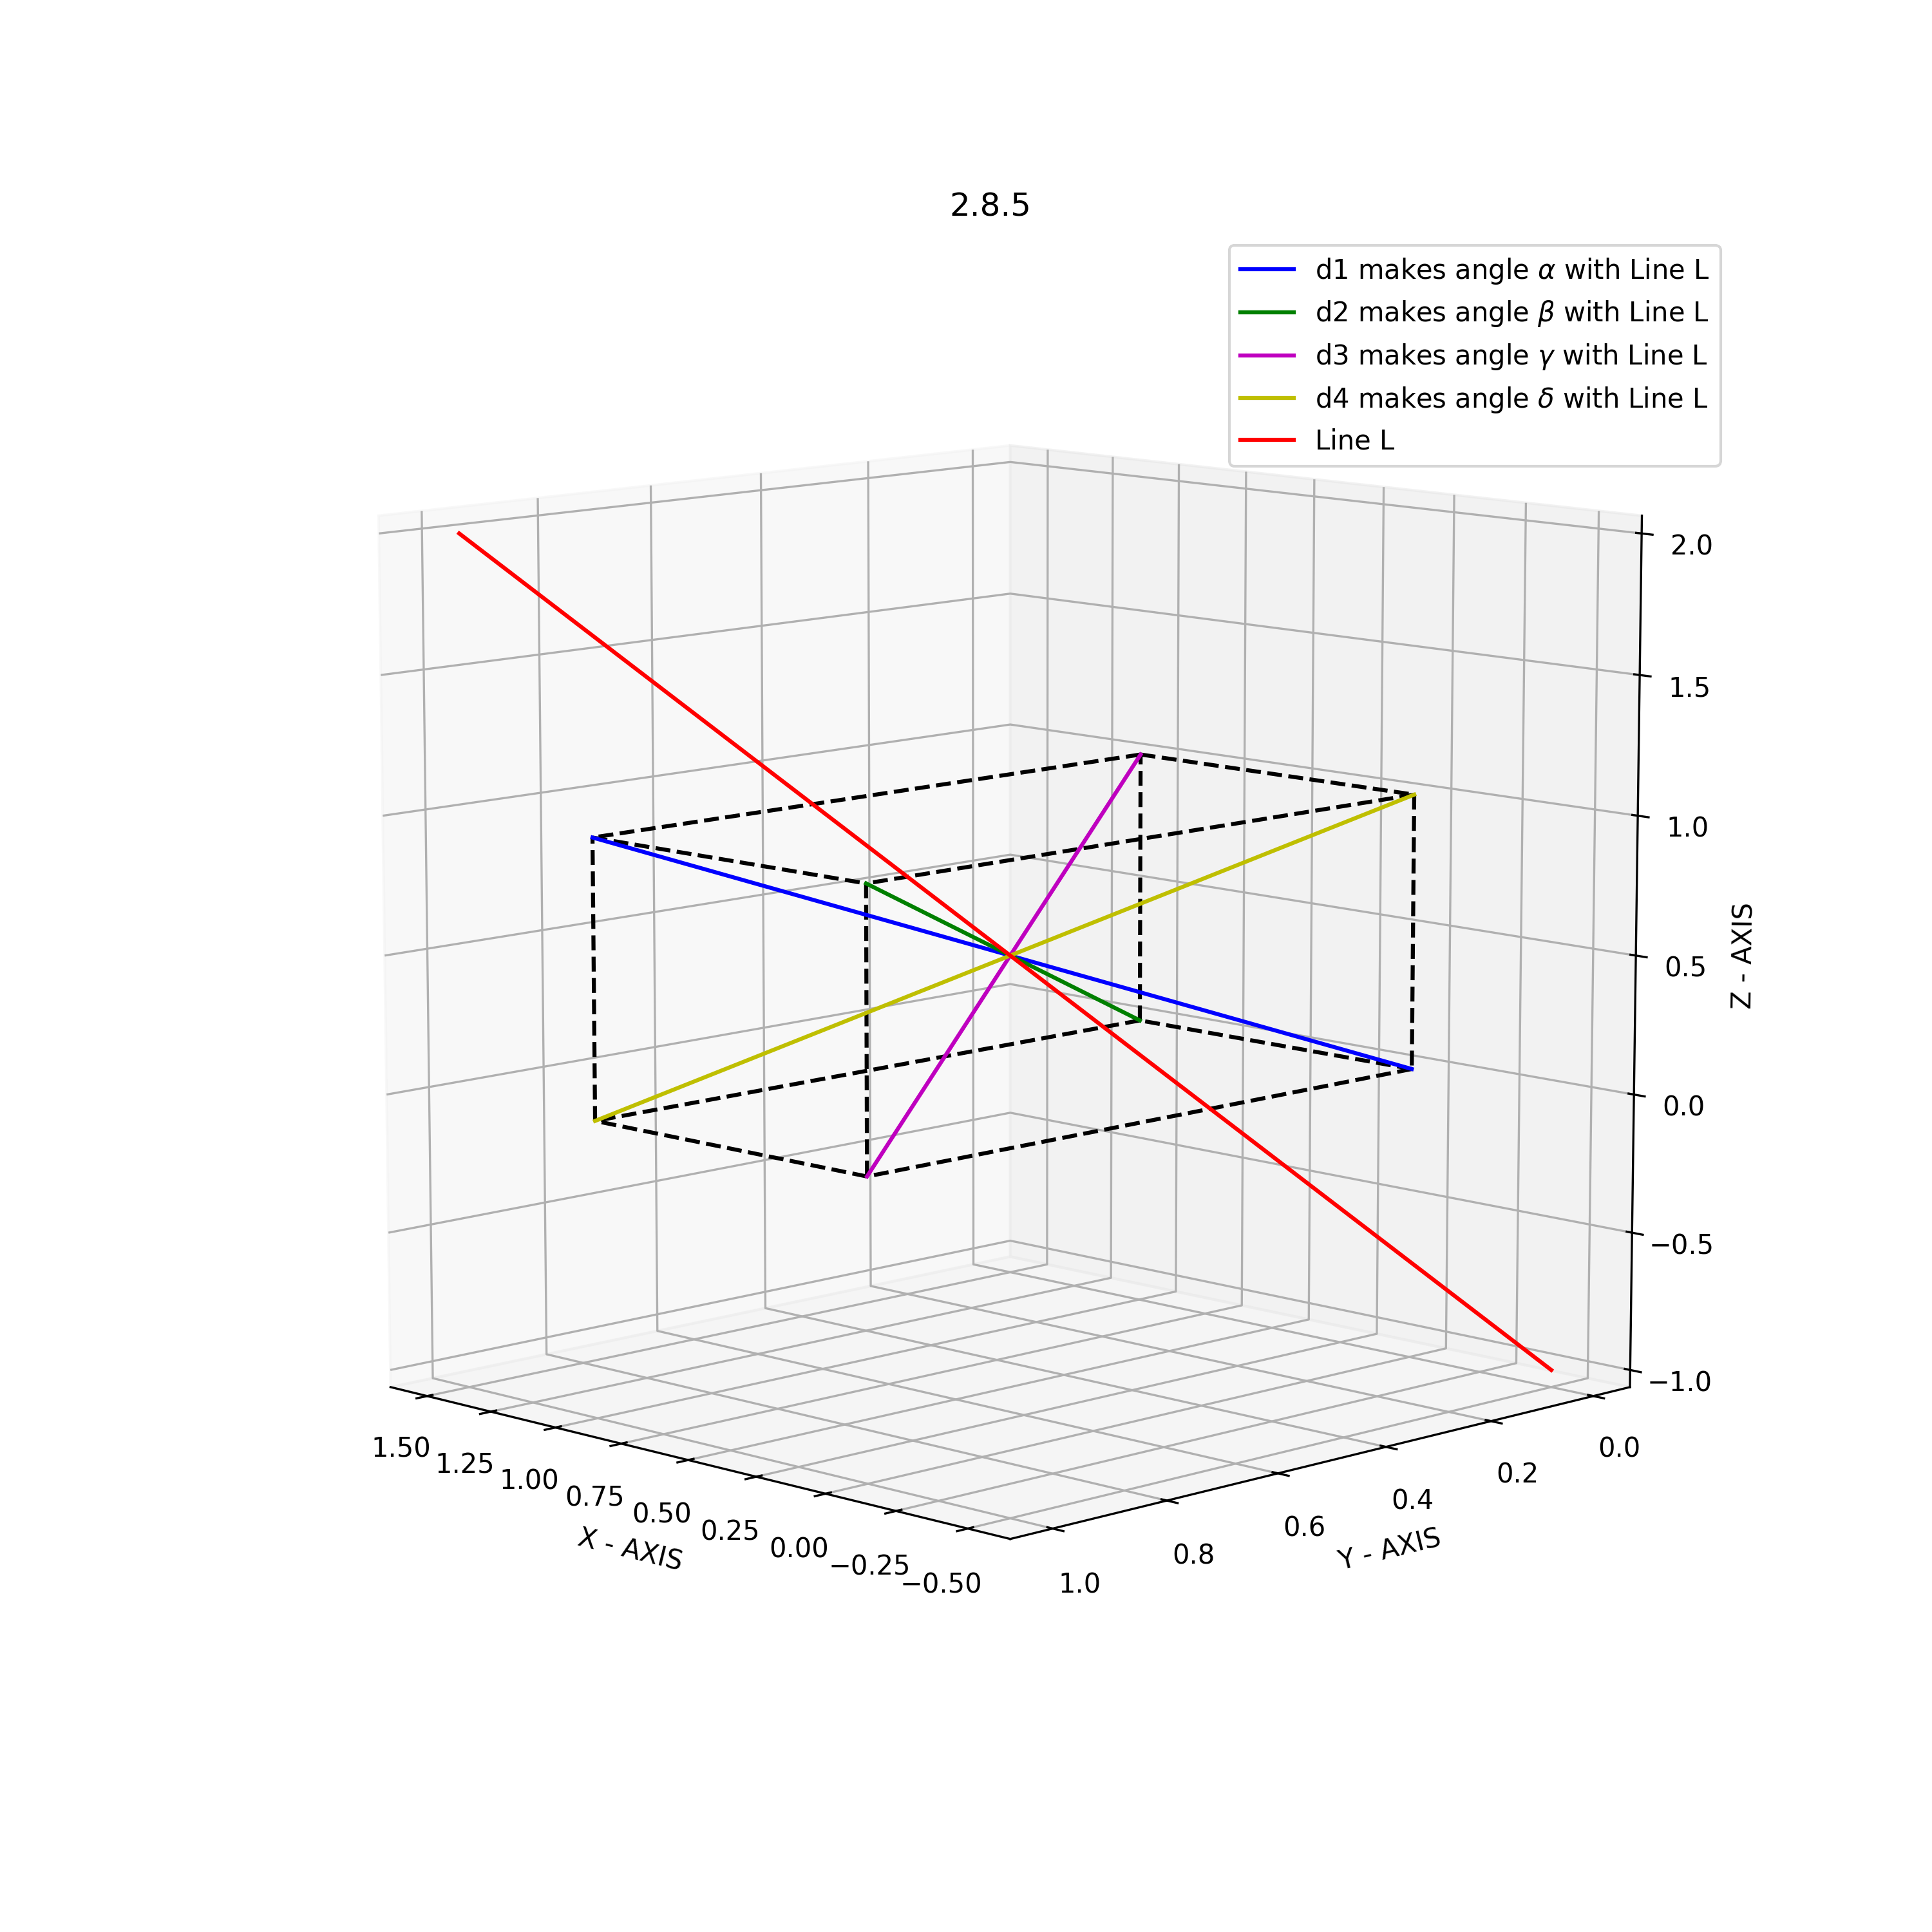 2.8.5
d1 makes angle α with Line L
d2 makes angle β with Line L
d3 makes angle γ with Line L
d4 makes angle δ with Line L
Line L
2.0
1.5
1.0
0.5
0.0
−0.5
−1.0
Z - AXIS
1.50
1.25
1.00
0.75
0.50
0.25
0.00
−0.25
−0.50
X - AXIS
0.0
0.2
0.4
0.6
0.8
1.0
Y - AXIS